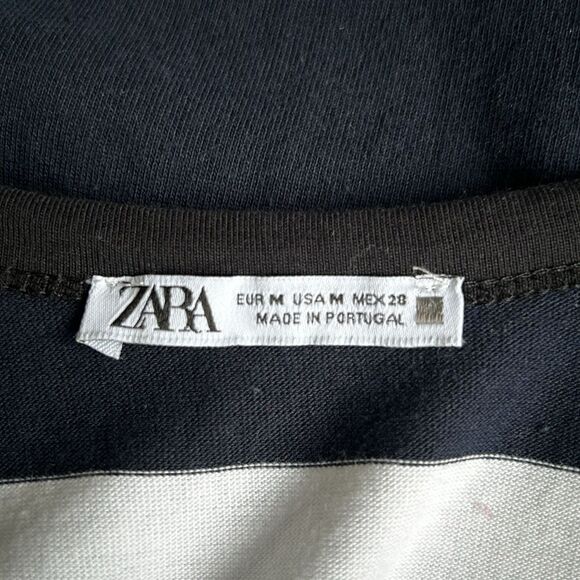 ZARA
EUR M USA M MEX 28
MADE IN PORTUGAL